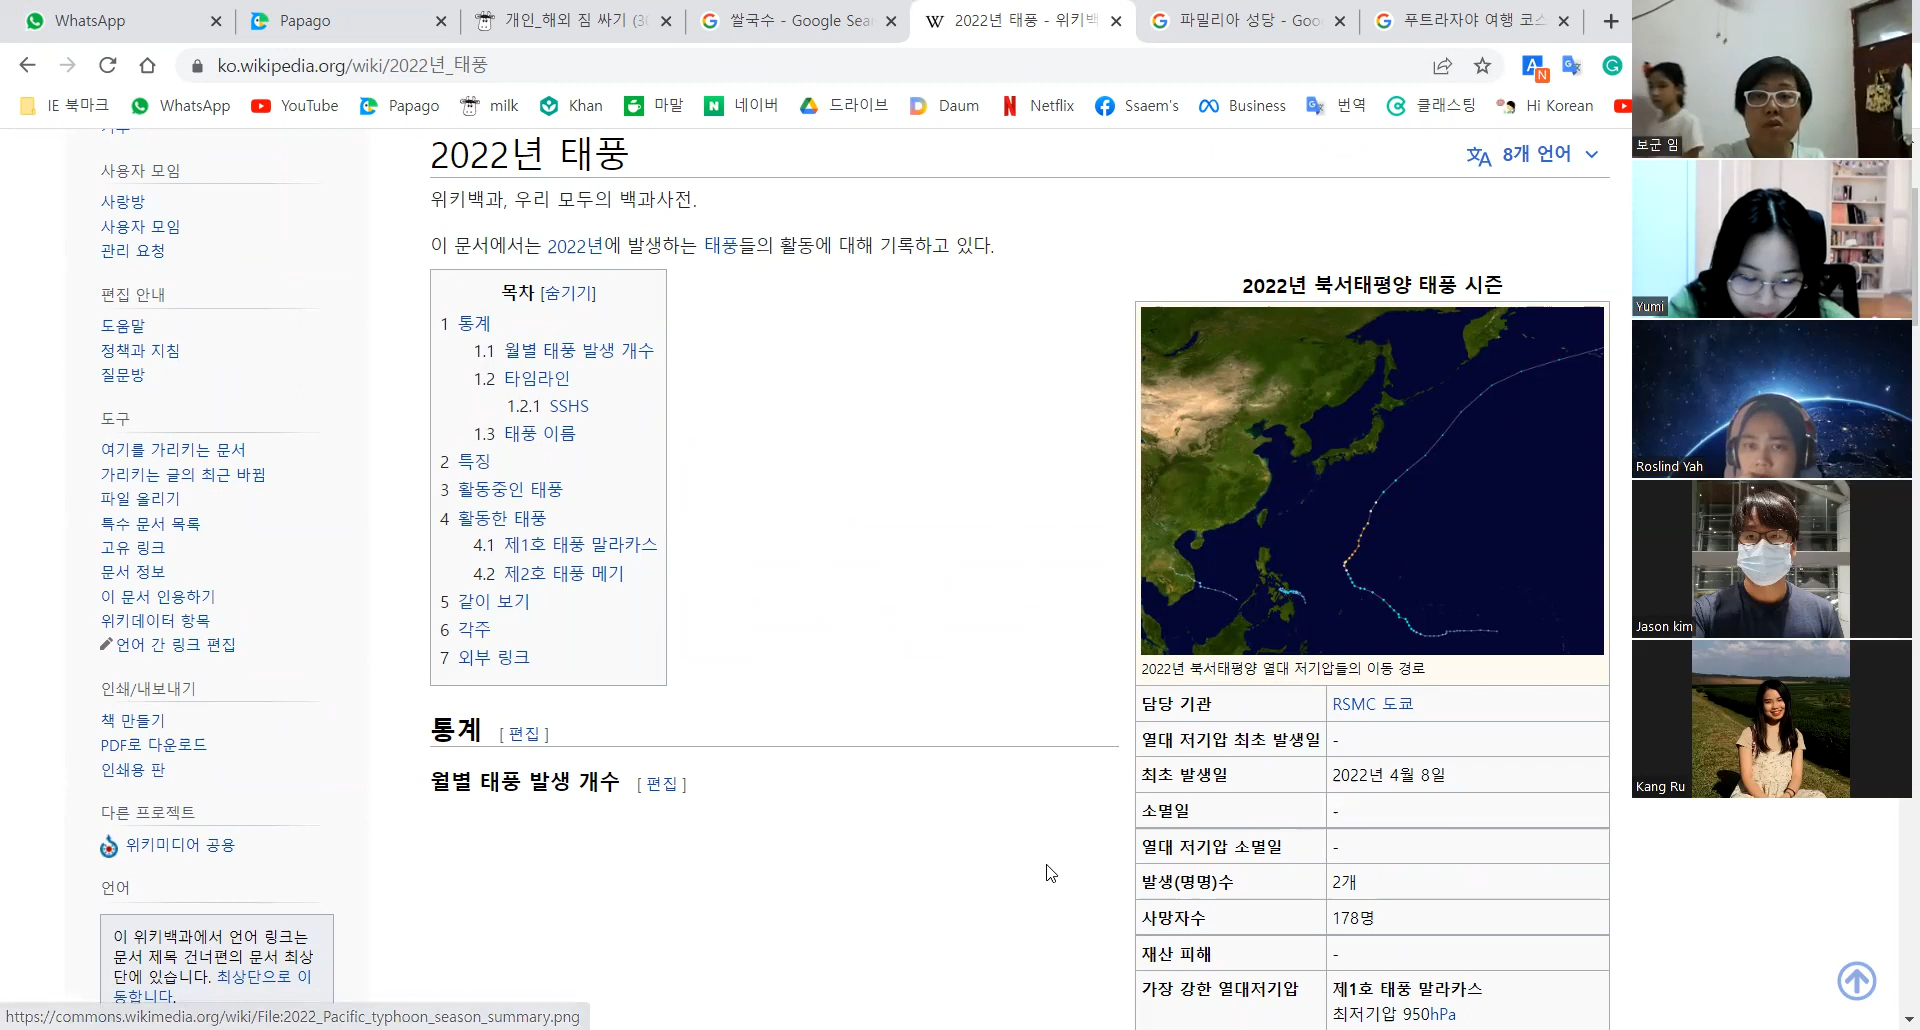 WhatsApp
Papago
개인_해외 짐 싸기 (30
쌀국수 - Google Sea
2022년 태풍 - 위키백
파밀리아 성당 - Goo
푸트라자야 여행 코스
ko.wikipedia.org/wiki/2022년_태풍
IE 북마크
WhatsApp
YouTube
Papago
milk
Khan
마말
네이버
드라이브
Daum
Netflix
Ssaem's
Business
번역
클래스팅
Hi Korean
사용자 모임
사랑방
사용자 모임
관리 요청
편집 안내
도움말
정책과 지침
질문방
도구
여기를 가리키는 문서
가리키는 글의 최근 바뀜
파일 올리기
특수 문서 목록
고유 링크
문서 정보
이 문서 인용하기
위키데이터 항목
언어 간 링크 편집
인쇄/내보내기
책 만들기
PDF로 다운로드
인쇄용 판
다른 프로젝트
위키미디어 공용
언어
이 위키백과에서 언어 링크는
문서 제목 건너편의 문서 최상
단에 있습니다. 최상단으로 이
동합니다.
https://commons.wikimedia.org/wiki/File:2022_Pacific_typhoon_season_summary.png
2022년 태풍
8개 언어
위키백과, 우리 모두의 백과사전.
이 문서에서는 2022년에 발생하는 태풍들의 활동에 대해 기록하고 있다.
목차 [숨기기]
1 통계
1.1 월별 태풍 발생 개수
1.2 타임라인
1.2.1 SSHS
1.3 태풍 이름
2 특징
3 활동중인 태풍
4 활동한 태풍
4.1 제1호 태풍 말라카스
4.2 제2호 태풍 메기
5 같이 보기
6 각주
7 외부 링크
통계 [ 편집 ]
월별 태풍 발생 개수 [ 편집 ]
2022년 북서태평양 태풍 시즌
2022년 북서태평양 열대 저기압들의 이동 경로
담당 기관 RSMC 도쿄
열대 저기압 최초 발생일 -
최초 발생일 2022년 4월 8일
소멸일 -
열대 저기압 소멸일 -
발생(명명)수 2개
사망자수 178명
재산 피해 -
가장 강한 열대저기압 제1호 태풍 말라카스
최저기압 950hPa
보군 임
Yumi
Roslind Yah
Jason kim
Kang Ru